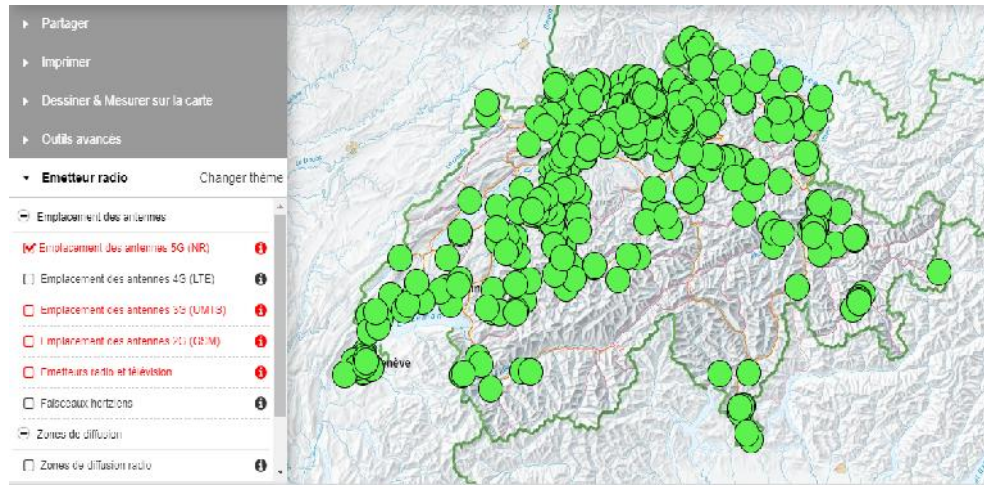 Partager
Imprimer
Dessiner & Mesurer sur la carte
Outils avancés
Emetteur radio Changer thème
Emplacement des antennes
Emplacement des antennes 5G (NR)
Emplacement des antennes 4G (LTE)
Emplacement des antennes 3G (UMTS)
Emplacement des antennes 2G (GSM)
Emetteurs radio et télévision
Faisceaux hertziens
Zones de diffusion
Zones de diffusion radio
nève